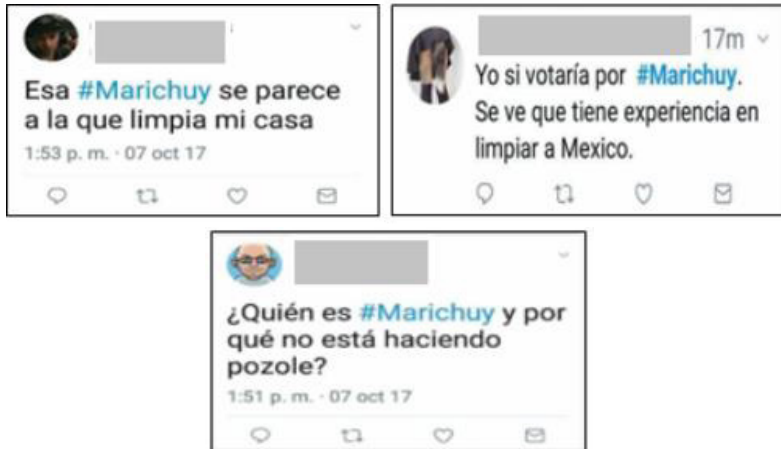 Esa #Marichuy se parece
a la que limpia mi casa
1:53 p. m. · 07 oct 17
17m
Yo si votaría por #Marichuy.
Se ve que tiene experiencia en
limpiar a Mexico.
¿Quién es #Marichuy y por
qué no está haciendo
pozole?
1:51 p. m. · 07 oct 17